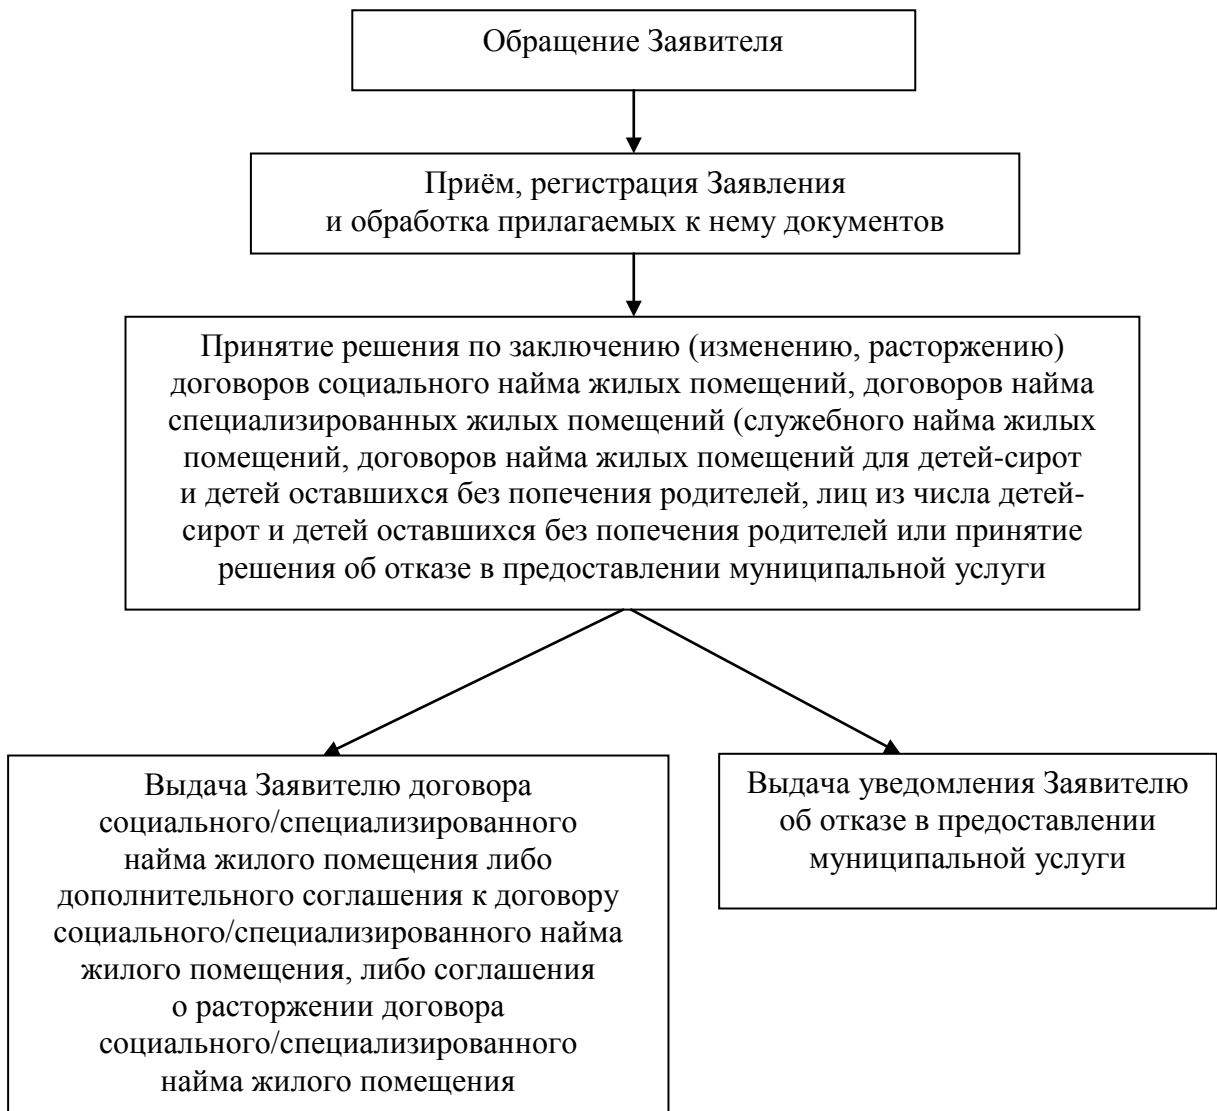 Обращение Заявителя
Приём, регистрация Заявления
и обработка прилагаемых к нему документов
Принятие решения по заключению (изменению, расторжению)
договоров социального найма жилых помещений, договоров найма
специализированных жилых помещений (служебного найма жилых
помещений, договоров найма жилых помещений для детей-сирот
и детей оставшихся без попечения родителей, лиц из числа детей-
сирот и детей оставшихся без попечения родителей или принятие
решения об отказе в предоставлении муниципальной услуги
Выдача Заявителю договора
социального/специализированного
найма жилого помещения либо
дополнительного соглашения к договору
социального/специализированного найма
жилого помещения, либо соглашения
о расторжении договора
социального/специализированного
найма жилого помещения
Выдача уведомления Заявителю
об отказе в предоставлении
муниципальной услуги